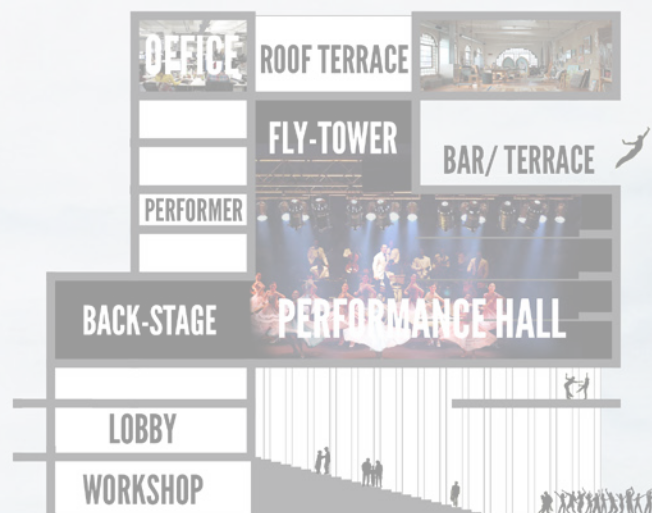 OFFICE
ROOF TERRACE
FLY-TOWER
BAR/ TERRACE
PERFORMER
BACK-STAGE
PERFORMANCE HALL
LOBBY
WORKSHOP